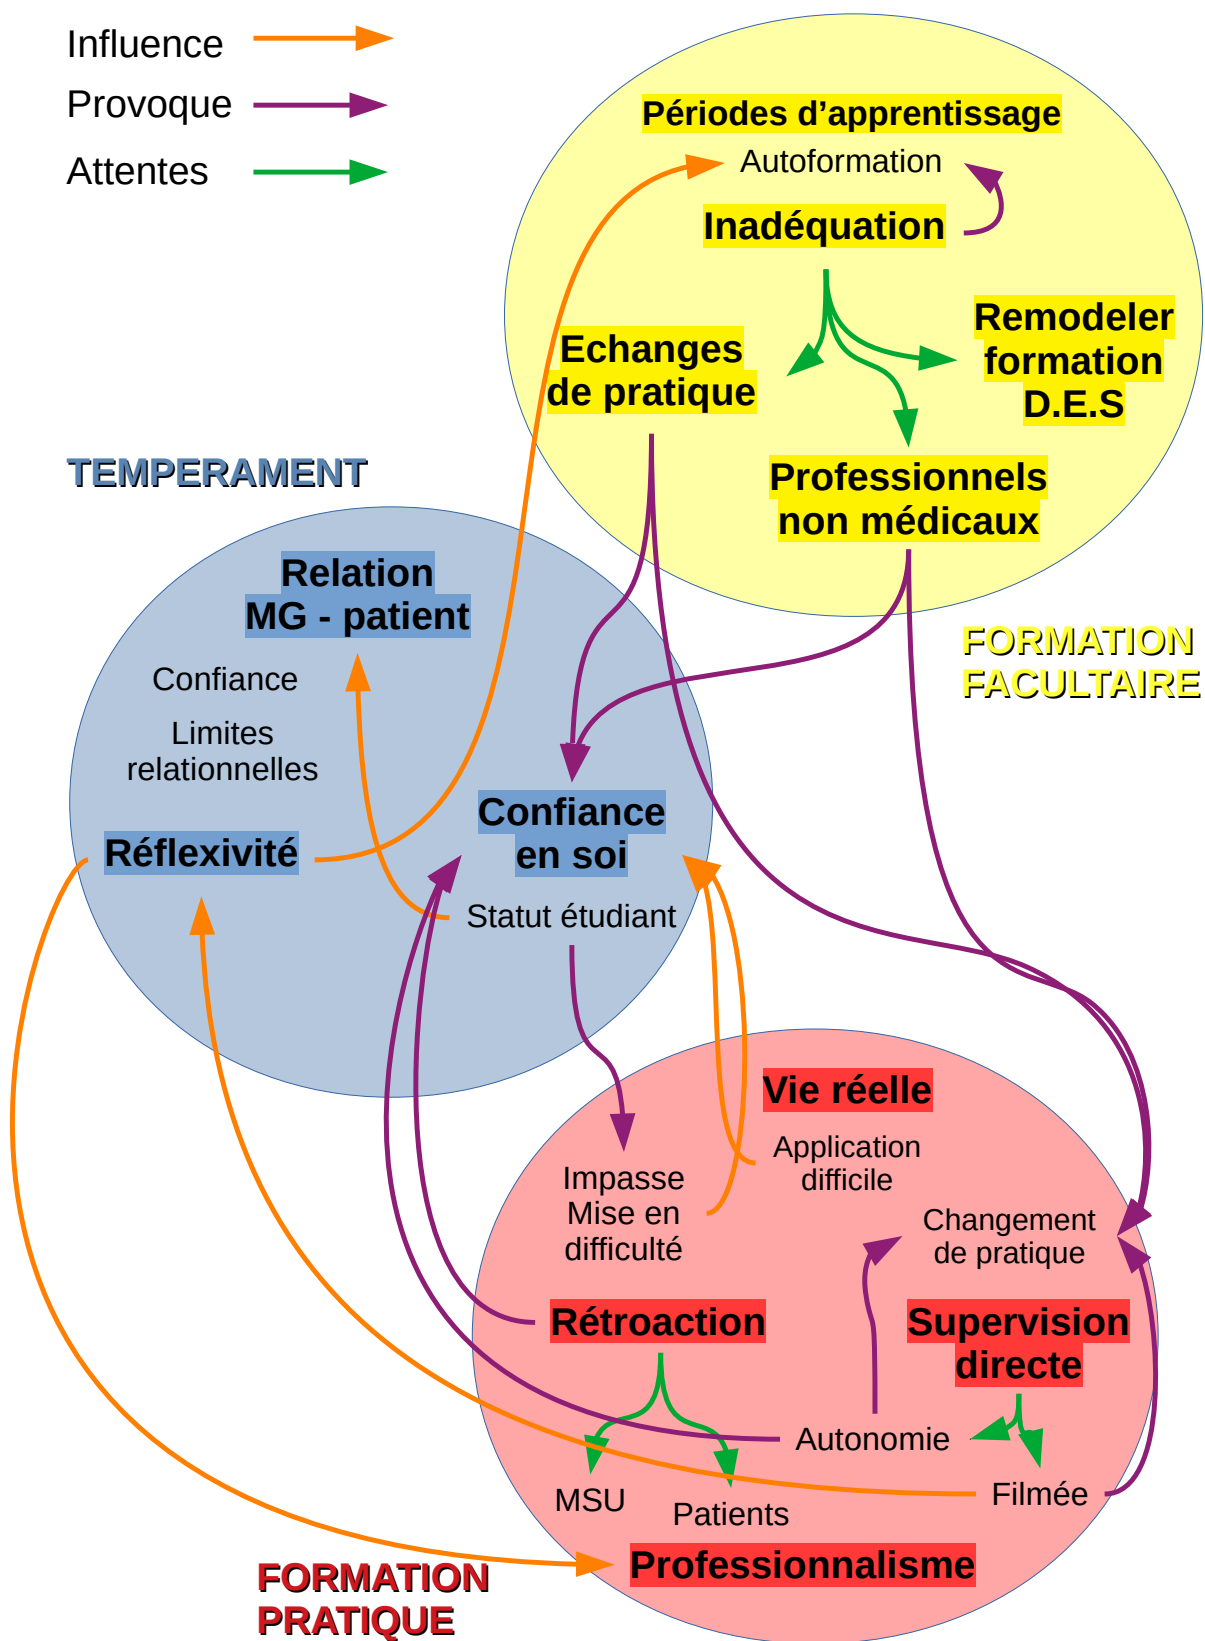 Influence
Provoque
Attentes
Périodes d’apprentissage
Autoformation
Inadéquation
Echanges
de pratique
Remodeler
formation
D.E.S
Professionnels
non médicaux
FORMATION
FACULTAIRE
TEMPERAMENT
Relation
MG - patient
Confiance
Limites
relationnelles
Réflexivité
Confiance
en soi
Statut étudiant
Vie réelle
Application
difficile
Impasse
Mise en
difficulté
Changement
de pratique
Rétroaction
Supervision
directe
Autonomie
Filmée
MSU
Patients
Professionnalisme
FORMATION
PRATIQUE